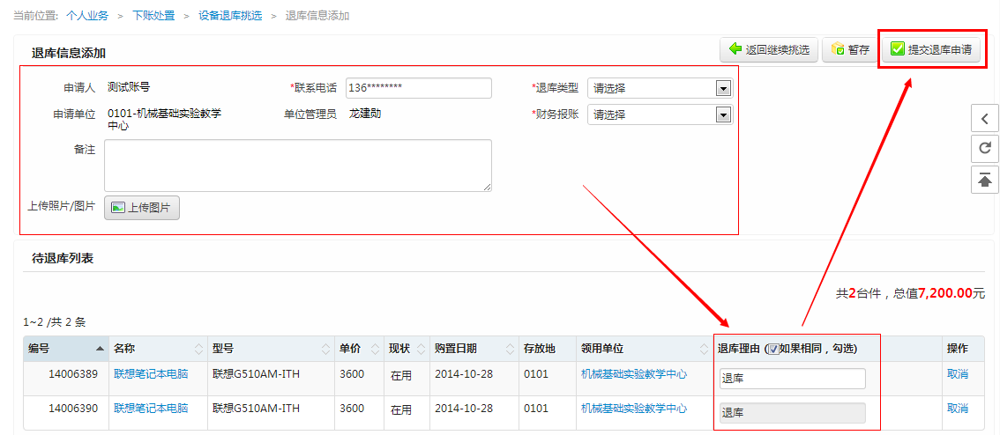 当前位置: 个人业务 > 下账处置 > 设备退库挑选 > 退库信息添加
退库信息添加
返回继续挑选 暂存 提交退库申请
申请人 测试账号 *联系电话 136******** *退库类型 请选择
申请单位 0101-机械基础实验教学 单位管理员 龙建勋 *财务报账 请选择
中心
备注
上传照片/图片 上传图片
待退库列表
共2台件，总值7,200.00元
1~2 /共 2 条
编号 名称 型号 单价 现状 购置日期 存放地 领用单位 退库理由 (如果相同，勾选) 操作
14006389 联想笔记本电脑 联想G510AM-ITH 3600 在用 2014-10-28 0101 机械基础实验教学中心 退库 取消
14006390 联想笔记本电脑 联想G510AM-ITH 3600 在用 2014-10-28 0101 机械基础实验教学中心 退库 取消